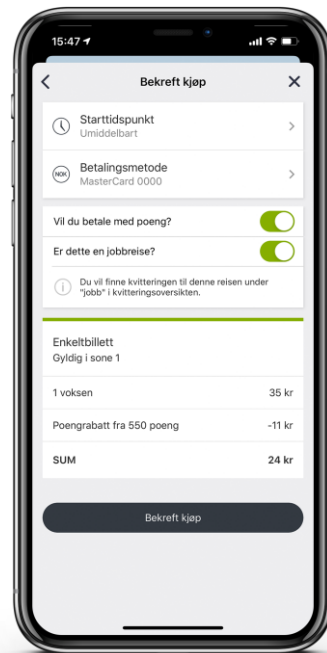 15:47
Bekreft kjøp
Starttidspunkt
Umiddelbart
NOK
Betalingsmetode
MasterCard 0000
Vil du betale med poeng?
Er dette en jobbreise?
Du vil finne kvitteringen til denne reisen under
"jobb" i kvitteringsoversikten.
Enkeltbillett
Gyldig i sone 1
1 voksen 35 kr
Poengrabatt fra 550 poeng -11 kr
SUM 24 kr
Bekreft kjøp